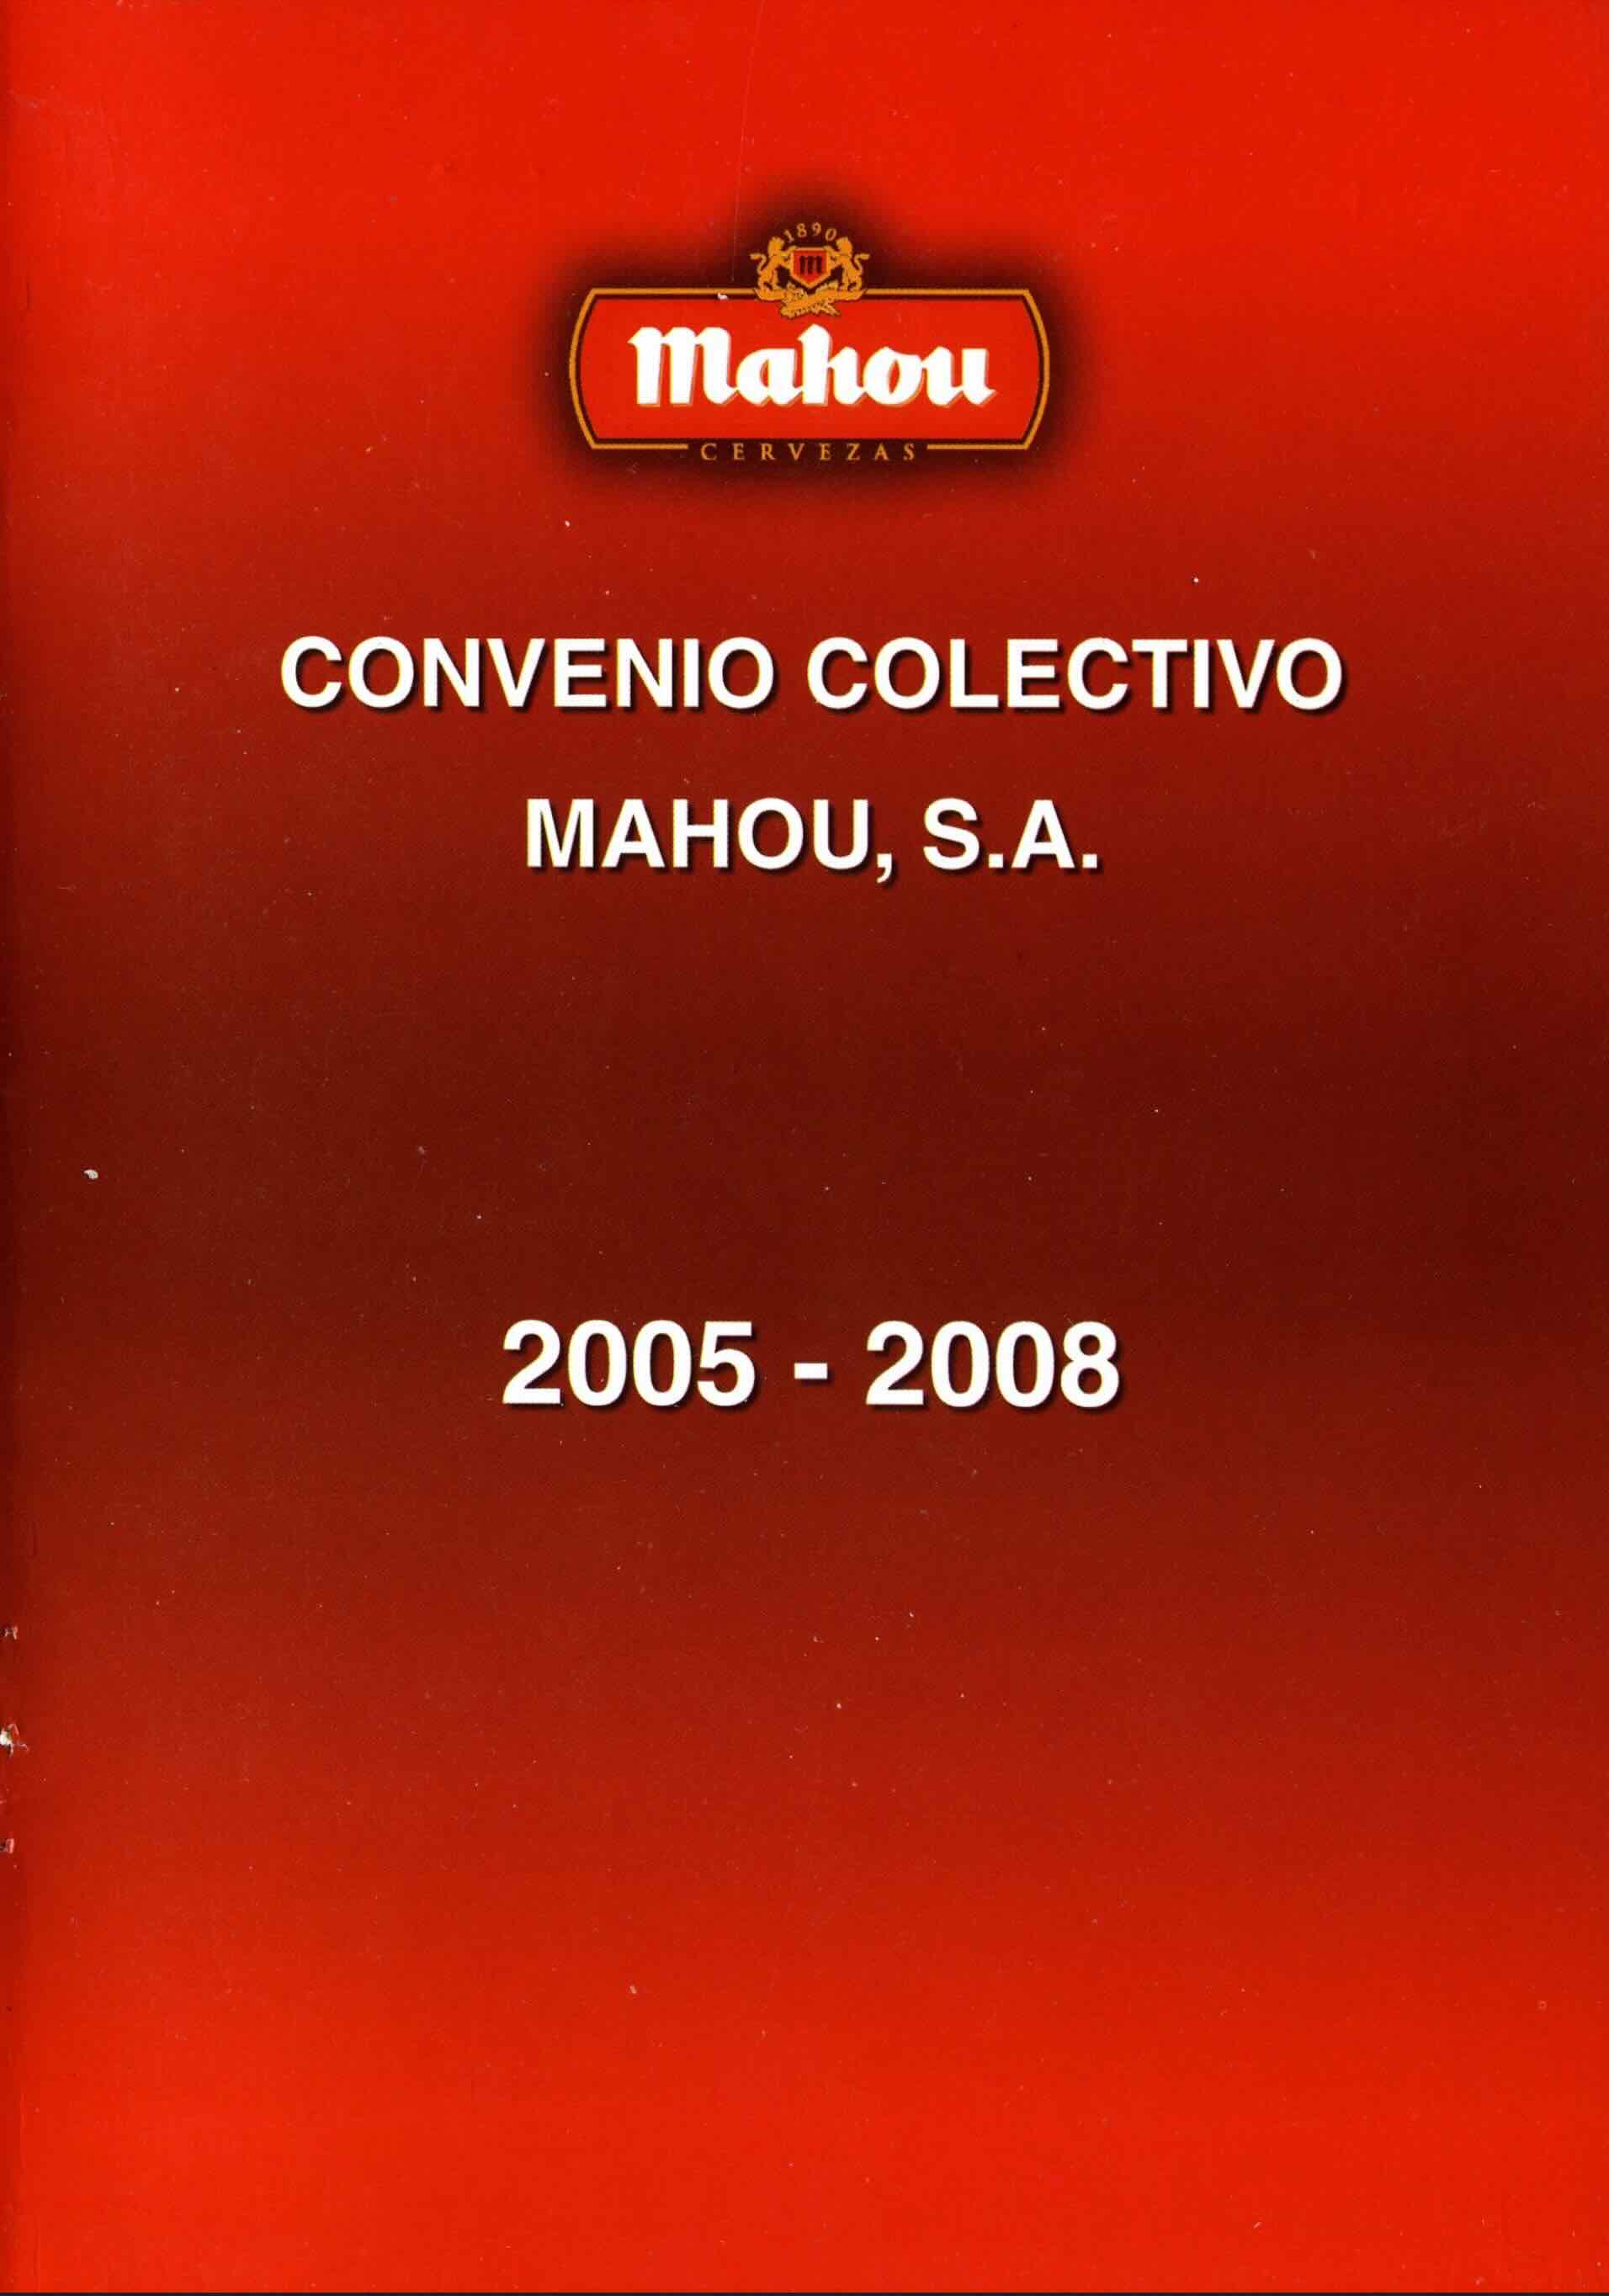 1890
m
Mahou
CERVEZAS
CONVENIO COLECTIVO
MAHOU, S.A.
2005 - 2008